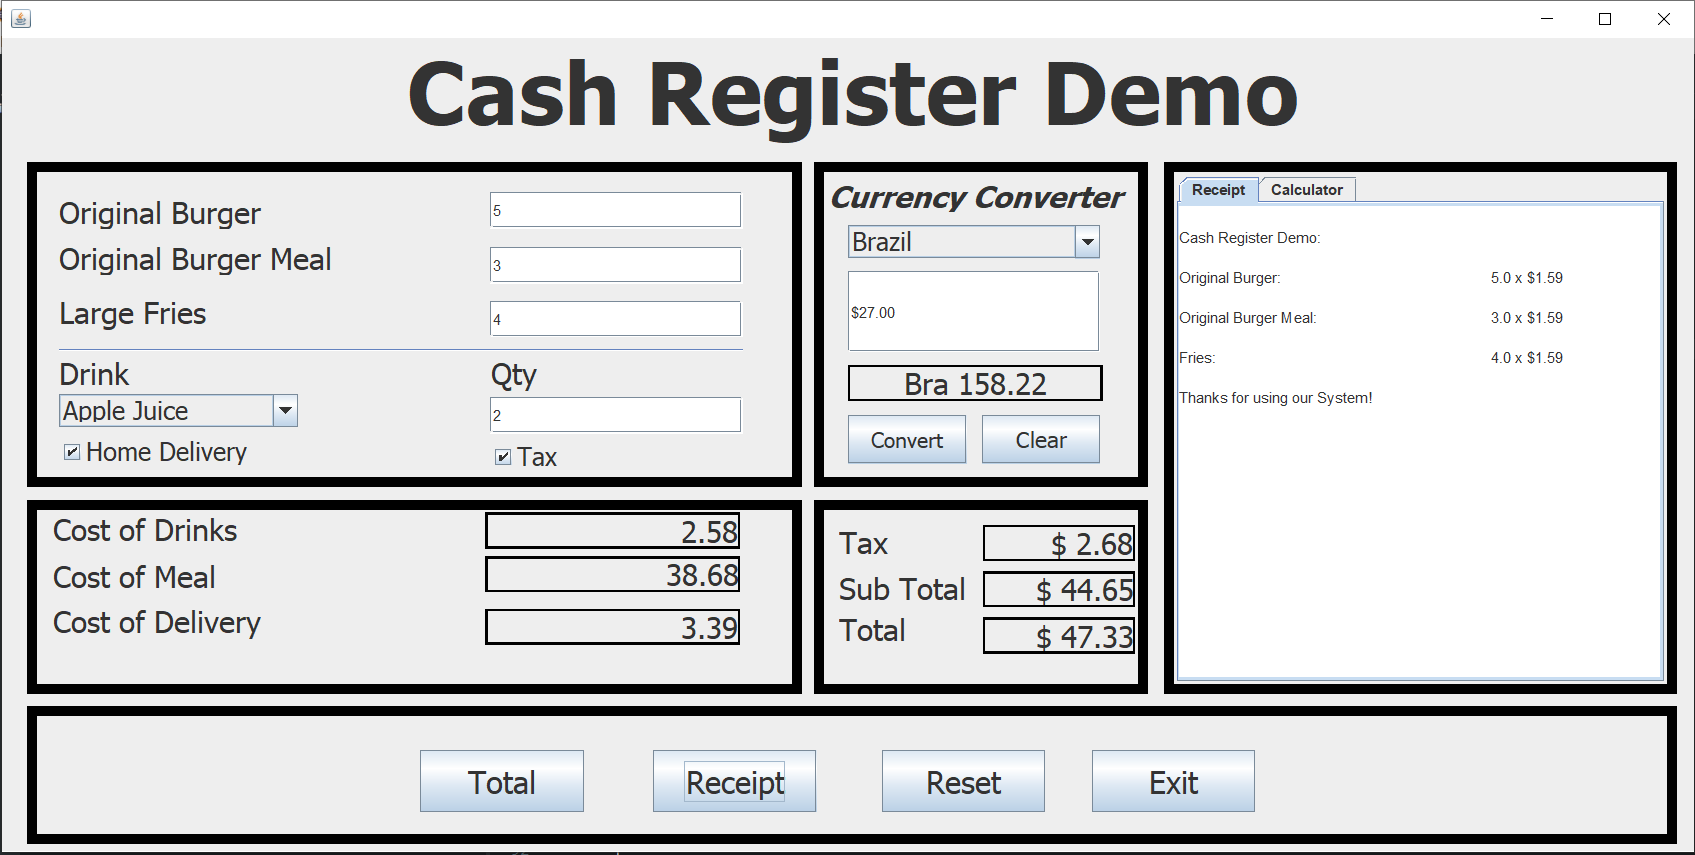 Cash Register Demo
Original Burger 5
Original Burger Meal 3
Large Fries 4
Drink Qty
Apple Juice 2
Home Delivery Tax
Currency Converter
Brazil
$27.00
Bra 158.22
Convert Clear
Receipt Calculator
Cash Register Demo:
Original Burger: 5.0 x $1.59
Original Burger Meal: 3.0 x $1.59
Fries: 4.0 x $1.59
Thanks for using our System!
Cost of Drinks 2.58
Cost of Meal 38.68
Cost of Delivery 3.39
Tax $ 2.68
Sub Total $ 44.65
Total $ 47.33
Total Receipt Reset Exit